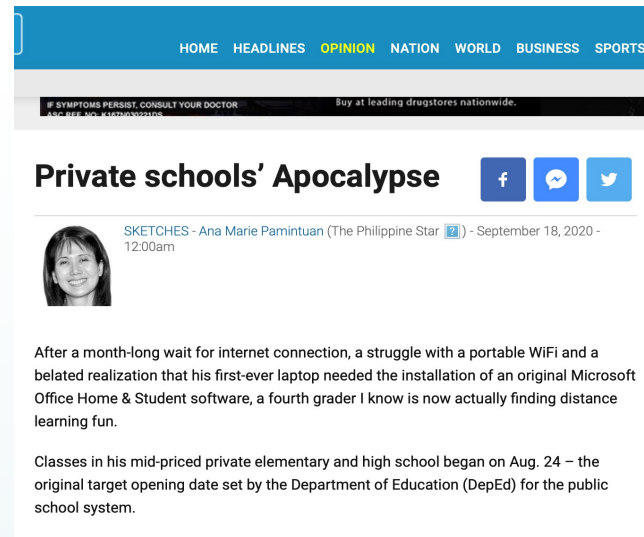 HOME HEADLINES OPINION NATION WORLD BUSINESS SPORTS
IF SYMPTOMS PERSIST, CONSULT YOUR DOCTOR
Buy at leading drugstores nationwide.
ASC REF. NO: K167N030221DS
Private schools’ Apocalypse
SKETCHES - Ana Marie Pamintuan (The Philippine Star ?) - September 18, 2020 -
12:00am
After a month-long wait for internet connection, a struggle with a portable WiFi and a
belated realization that his first-ever laptop needed the installation of an original Microsoft
Office Home & Student software, a fourth grader I know is now actually finding distance
learning fun.
Classes in his mid-priced private elementary and high school began on Aug. 24 – the
original target opening date set by the Department of Education (DepEd) for the public
school system.